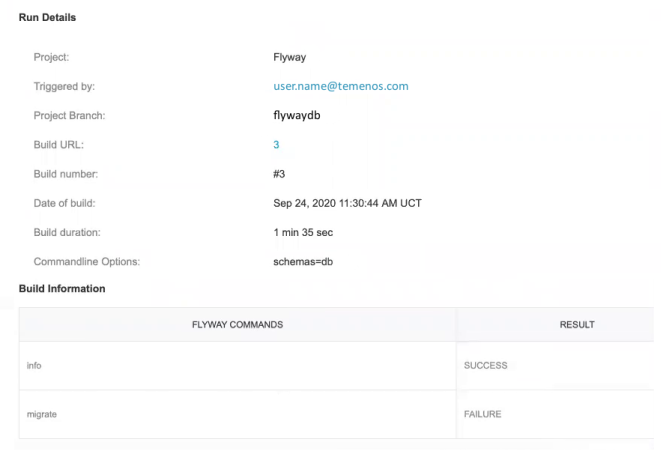 Run Details
Project: Flyway
Triggered by: user.name@temenos.com
Project Branch: flywaydb
Build URL: 3
Build number: #3
Date of build: Sep 24, 2020 11:30:44 AM UCT
Build duration: 1 min 35 sec
Commandline Options: schemas=db
Build Information
FLYWAY COMMANDS RESULT
info SUCCESS
migrate FAILURE